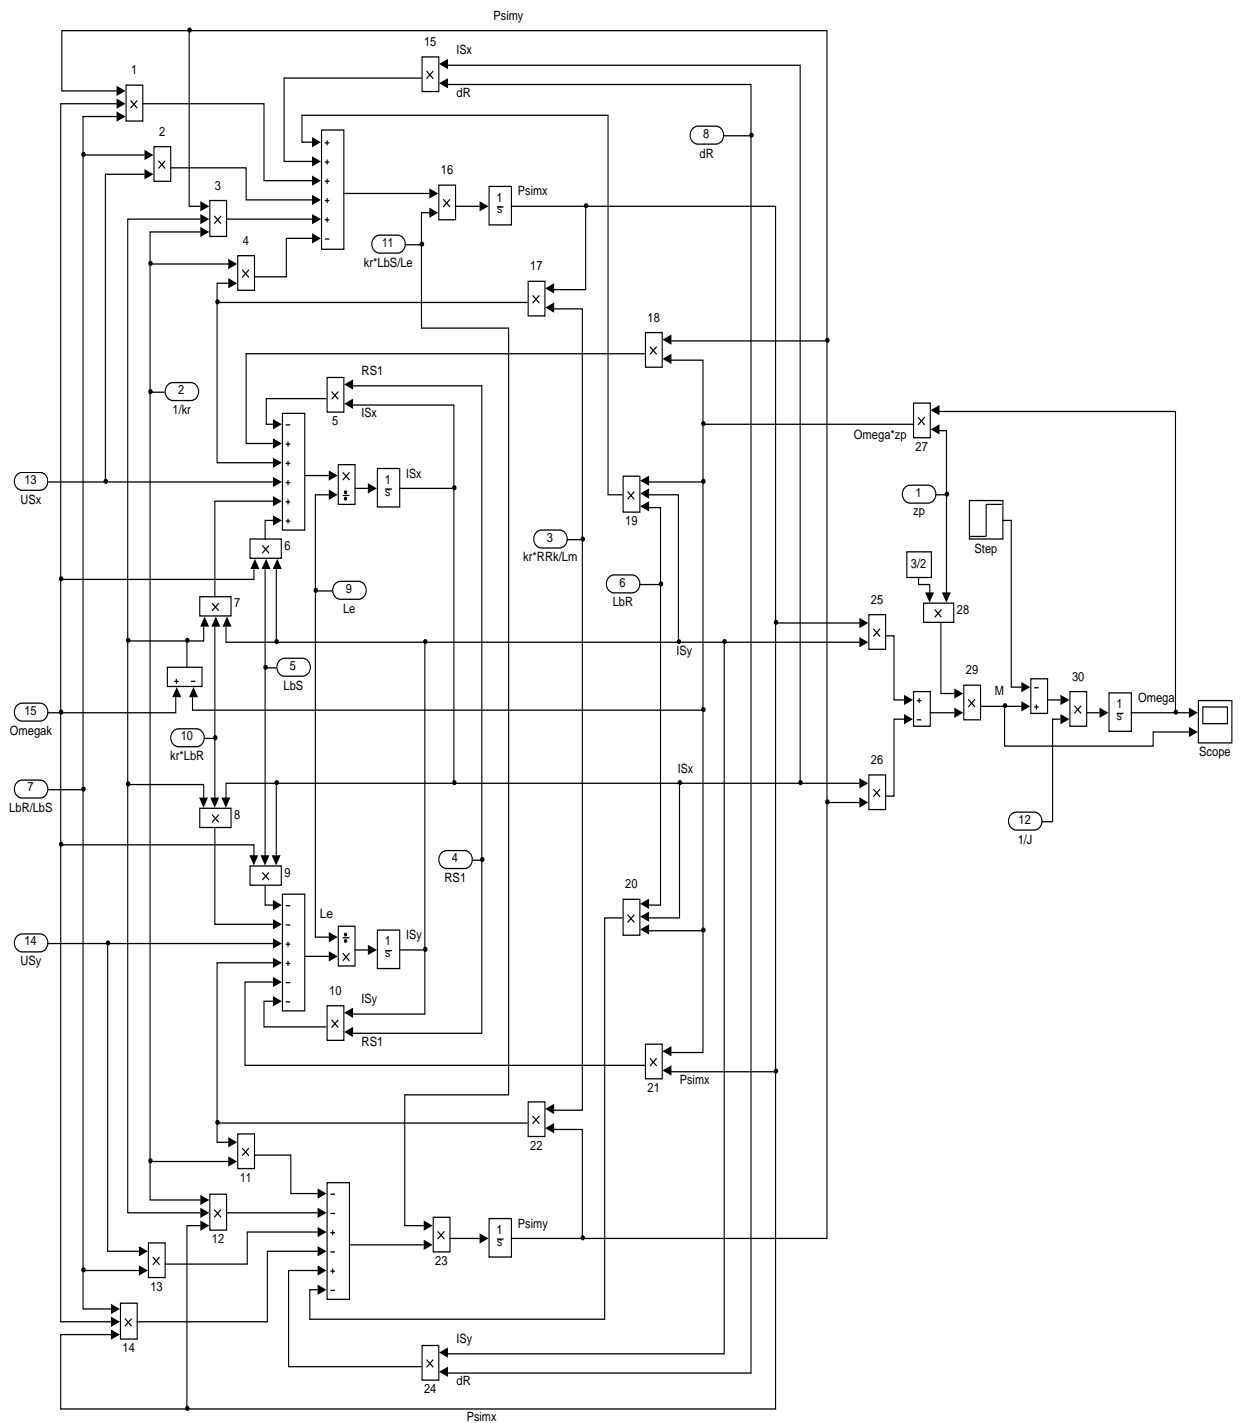 Psimy
15
ISx
1
dR
8
dR
2
16
Psimx
3
1
s
4
11
kr*LbS/Le
17
18
RS1
2
1/kr
5
ISx
Omega*zp
27
13
USx
ISx
1
s
1
zp
19
Step
6
3
kr*RRk/Lm
3/2
9
Le
6
LbR
7
25
28
ISy
5
LbS
29
30
M
Omega
1
s
15
Omegak
10
kr*LbR
Scope
ISx
26
7
LbR/LbS
8
12
1/J
4
RS1
9
20
Le
14
USy
ISy
1
s
10
ISy
RS1
21
Psimx
22
11
12
Psimy
1
s
23
13
14
ISy
24
dR
Psimx